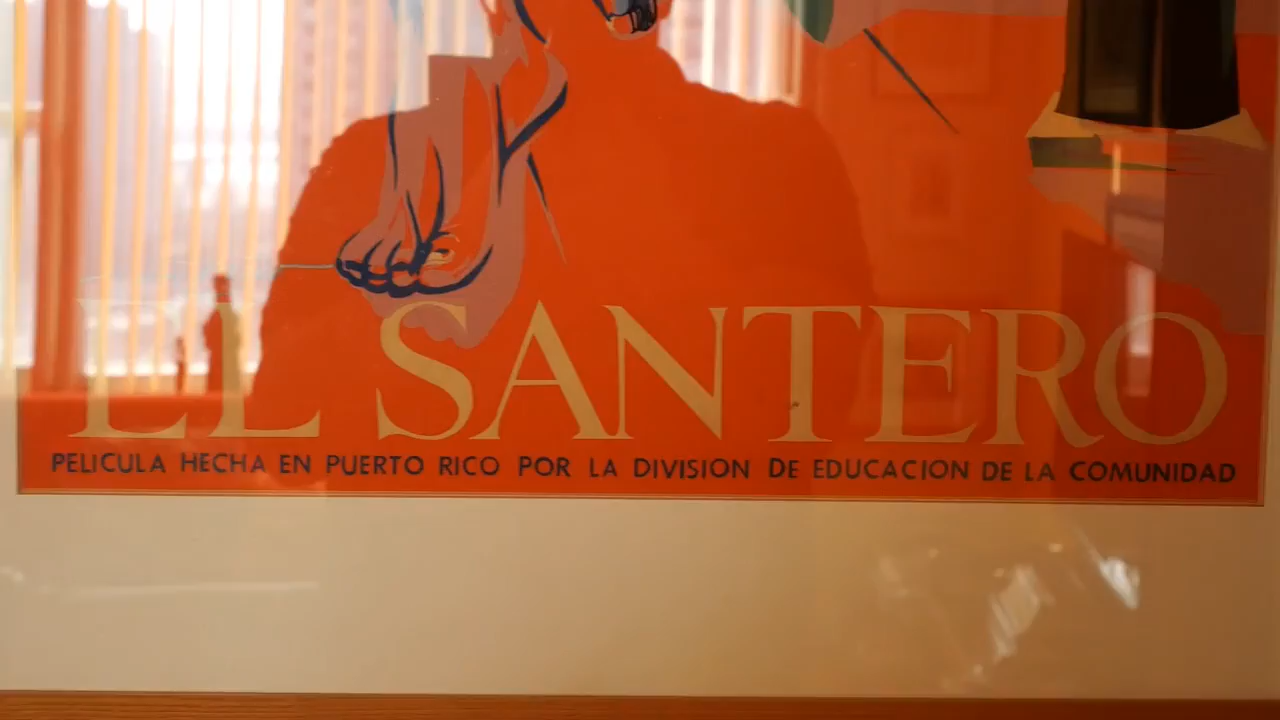 EL SANTERO
PELICULA HECHA EN PUERTO RICO POR LA DIVISION DE EDUCACION DE LA COMUNIDAD